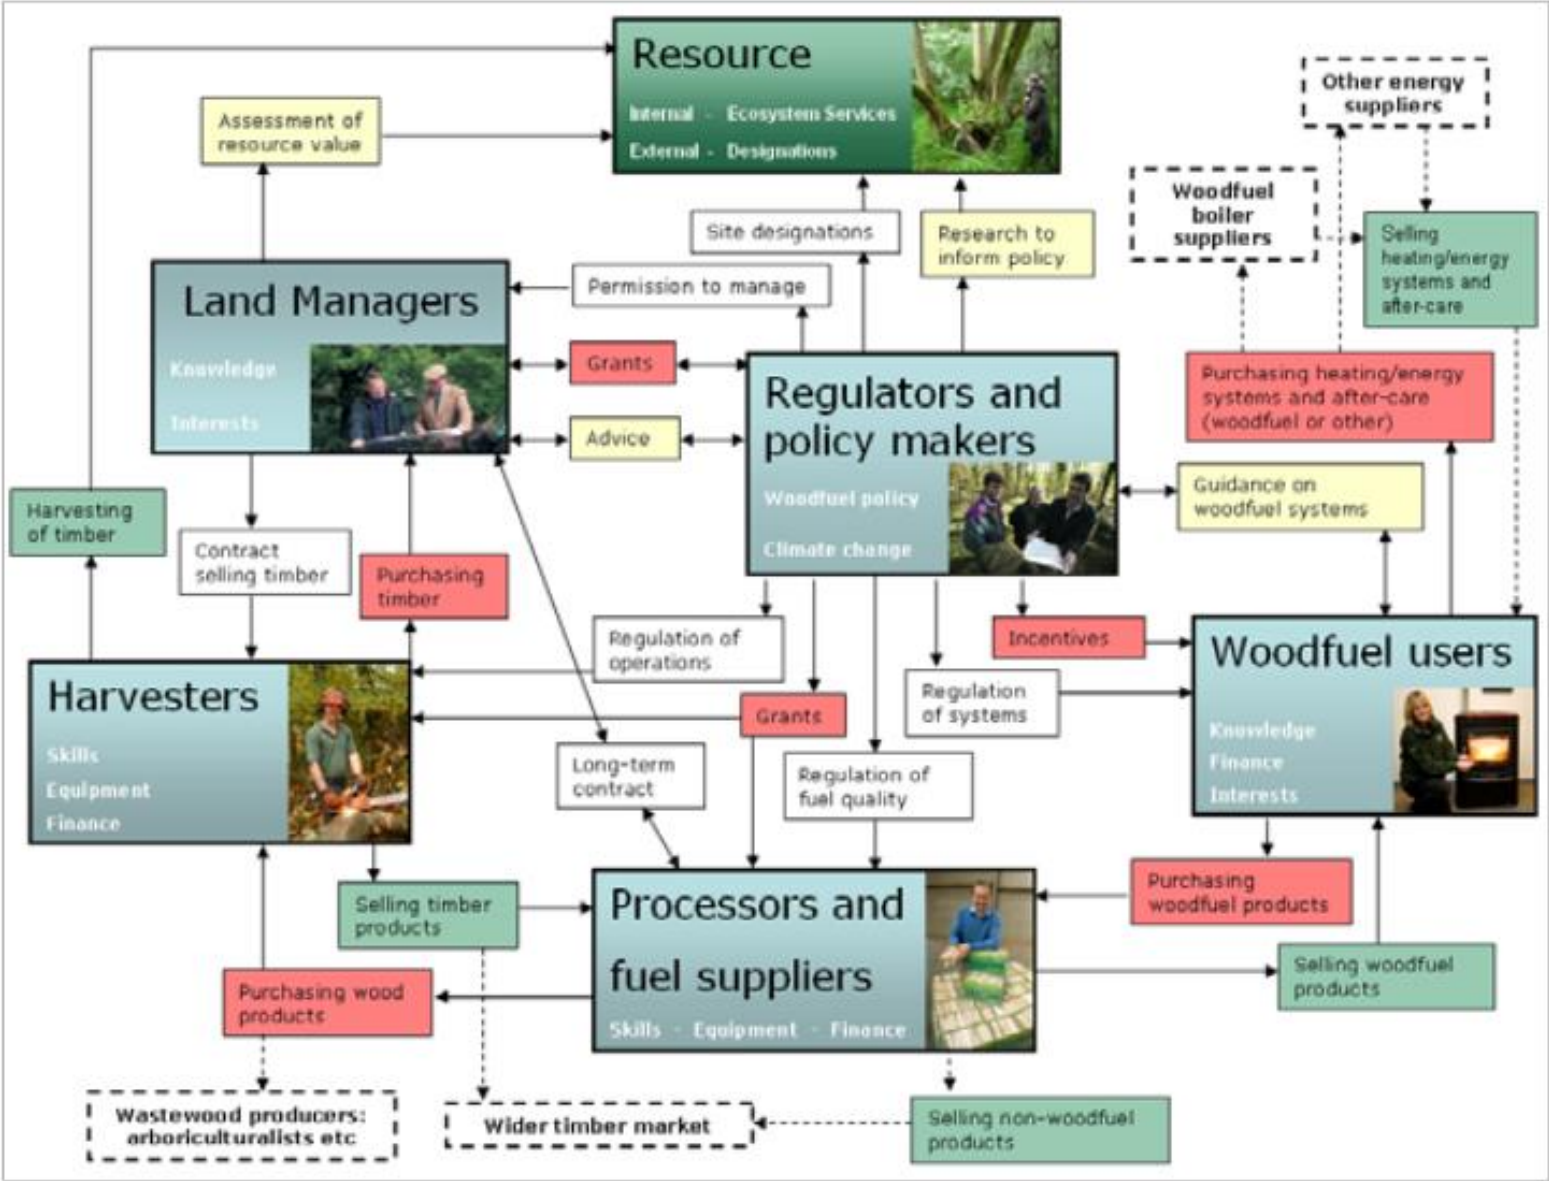 Resource
Internal - Ecosystem Services
External - Designations
Other energy
suppliers
Assessment of
resource value
Woodfuel
boiler
suppliers
Site designations
Research to
inform policy
Selling
heating/energy
systems and
after-care
Permission to manage
Land Managers
Knowledge
Interests
Grants
Advice
Regulators and
policy makers
Woodfuel policy
Climate change
Purchasing heating/energy
systems and after-care
(woodfuel or other)
Guidance on
woodfuel systems
Harvesting
of timber
Contract
selling timber
Purchasing
timber
Regulation of
operations
Incentives
Woodfuel users
Knowledge
Finance
Interests
Harvesters
Skills
Equipment
Finance
Grants
Regulation
of systems
Long-term
contract
Regulation of
fuel quality
Selling timber
products
Processors and
fuel suppliers
Skills - Equipment - Finance
Purchasing
woodfuel products
Selling woodfuel
products
Purchasing wood
products
Wastewood producers:
arboriculturalists etc
Wider timber market
Selling non-woodfuel
products